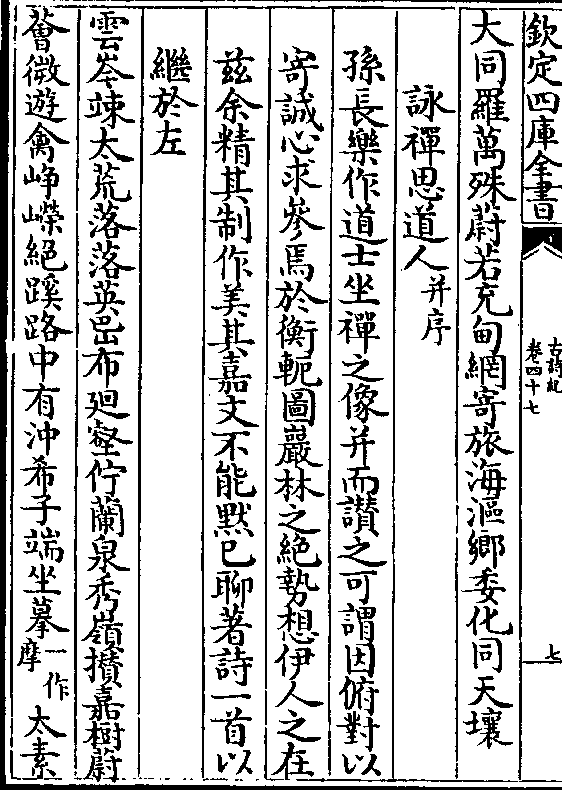 欽定四庫全書
古詩紀
卷四十七
七
大同羅萬殊蔚若充甸網寄旅海漚鄉委化同天壤
詠禪思道人并序
孫長樂作道士坐禪之像并而讚之可謂因俯對以
寄誠心求參焉於衡軛圖巖林之絶勢想伊人之在
兹余精其制作美其嘉文不能默已聊著詩一首以
繼於左
雲岑竦太荒落落英岊布廻壑佇蘭泉秀嶺攢嘉樹蔚
薈微遊禽崢嶸絕蹊路中有沖希子端坐摹一作摩太素